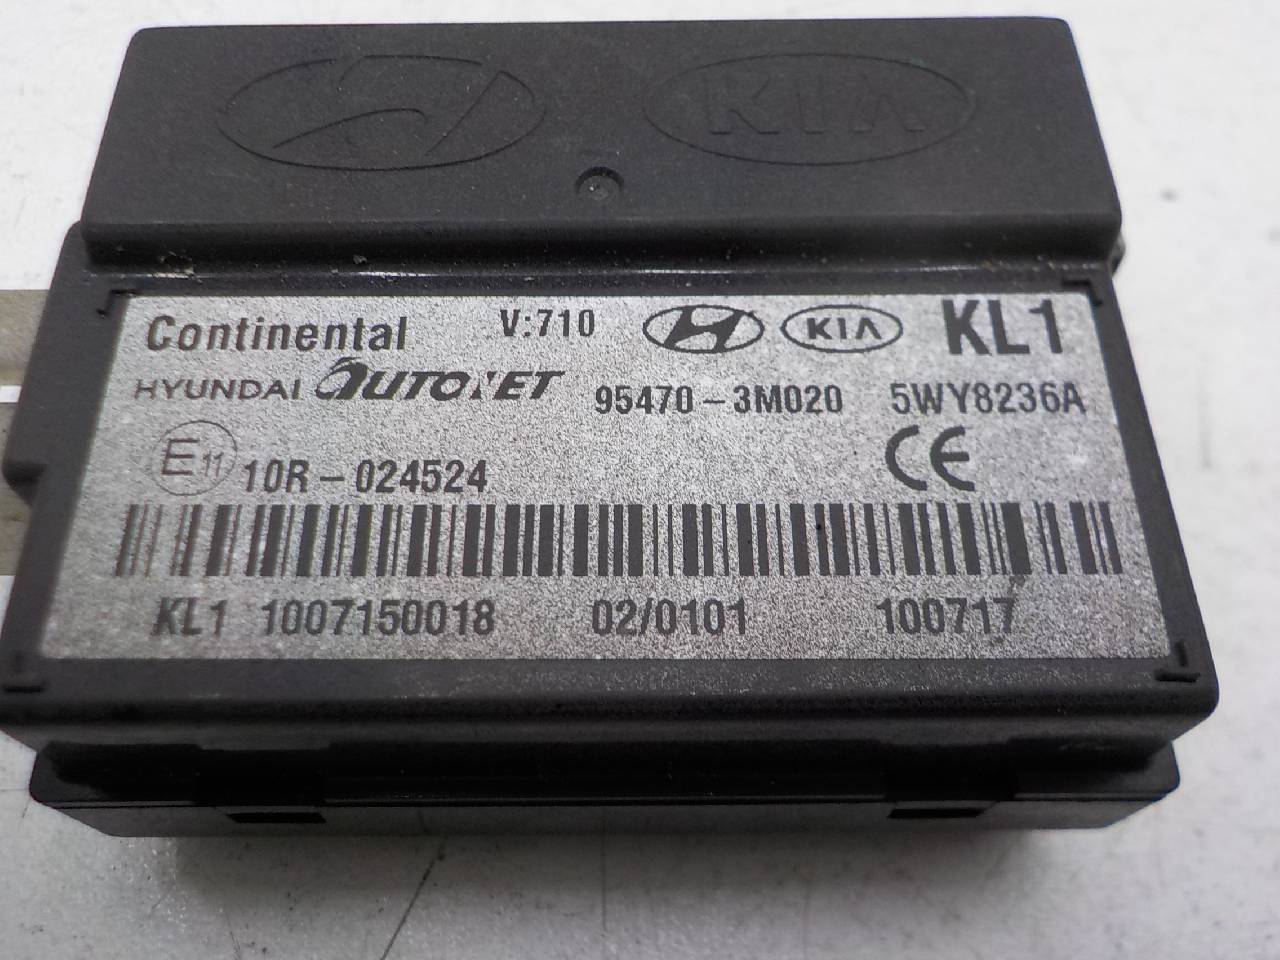 KIA
Continental V:710 KIA KL1
HYUNDAI AUTONET 95470-3M020 5WY8236A
E11 10R-024524 CE
KL1 1007150018 02/0101 100717